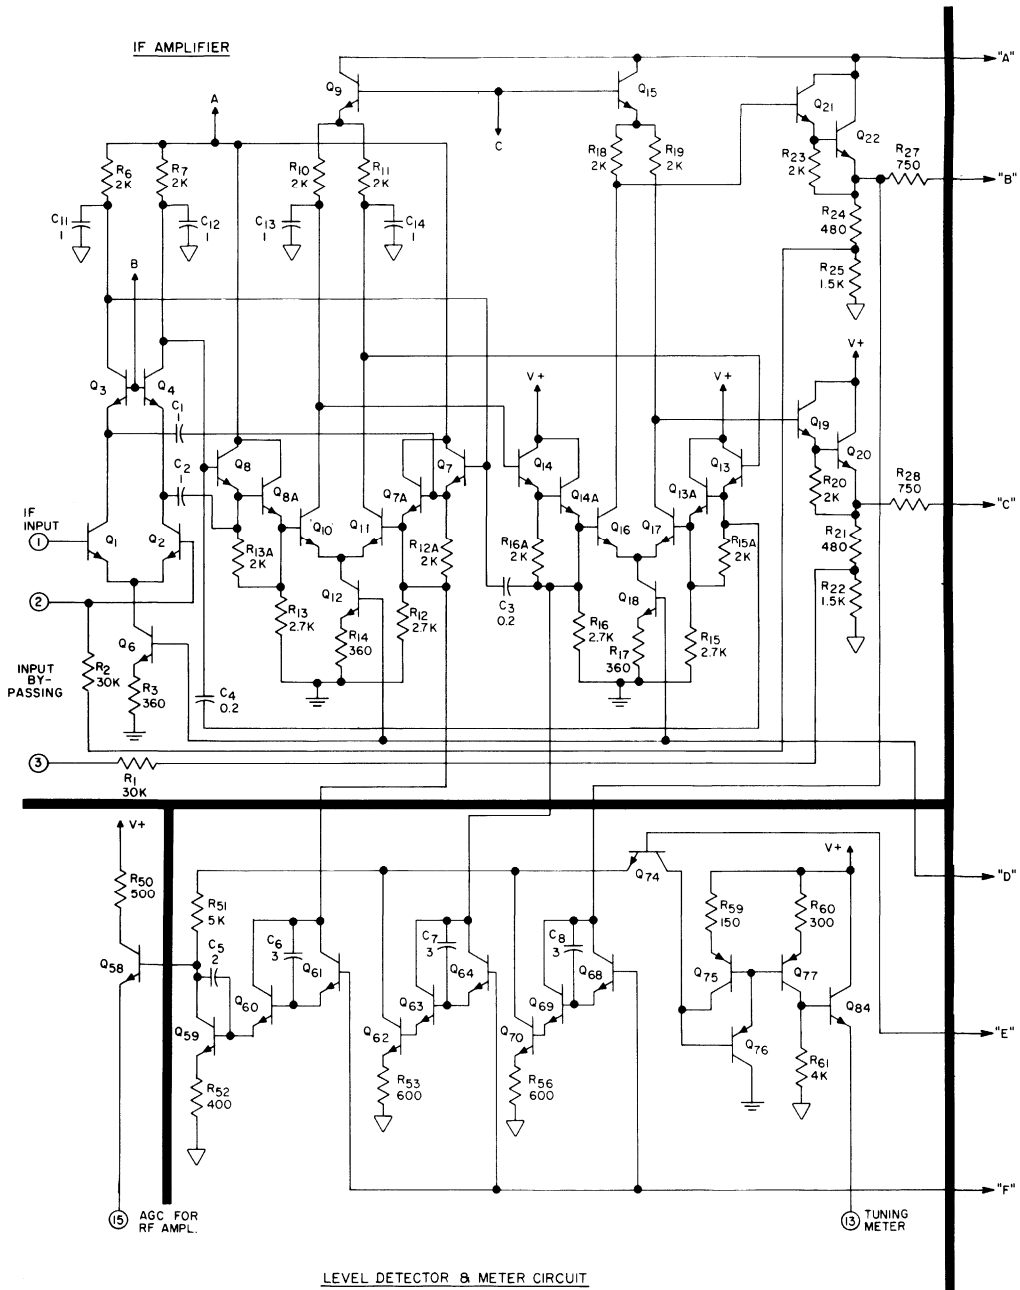 IF AMPLIFIER
"A"
Q9
Q15
Q21
Q22
A
C
R6
2K
R7
2K
R10
2K
R11
2K
R18
2K
R19
2K
R23
2K
R27
750
"B"
C11
1
C12
1
C13
1
C14
1
R24
480
R25
1.5K
B
V+
V+
V+
Q3
Q4
C1
1
Q8
Q8A
Q7
Q7A
Q14
Q14A
Q13
Q13A
Q19
Q20
C2
1
R20
2K
R28
750
"C"
IF
INPUT
1
Q1
Q2
Q10
Q11
Q16
Q17
R13A
2K
R12A
2K
R16A
2K
R15A
2K
R21
480
R22
1.5K
2
Q12
Q18
C3
0.2
R13
2.7K
R14
360
R12
2.7K
R16
2.7K
R17
360
R15
2.7K
Q6
INPUT
BY-
PASSING
R2
30K
R3
360
C4
0.2
3
R1
30K
V+
V+
"D"
R50
500
R51
5K
Q74
R59
150
R60
300
C5
2
C6
3
C7
3
C8
3
Q58
Q61
Q64
Q68
Q75
Q77
Q60
Q63
Q69
Q84
Q59
Q62
Q70
Q76
"E"
R52
400
R53
600
R56
600
R61
4K
"F"
15
AGC FOR
RF AMPL.
13
TUNING
METER
LEVEL DETECTOR & METER CIRCUIT